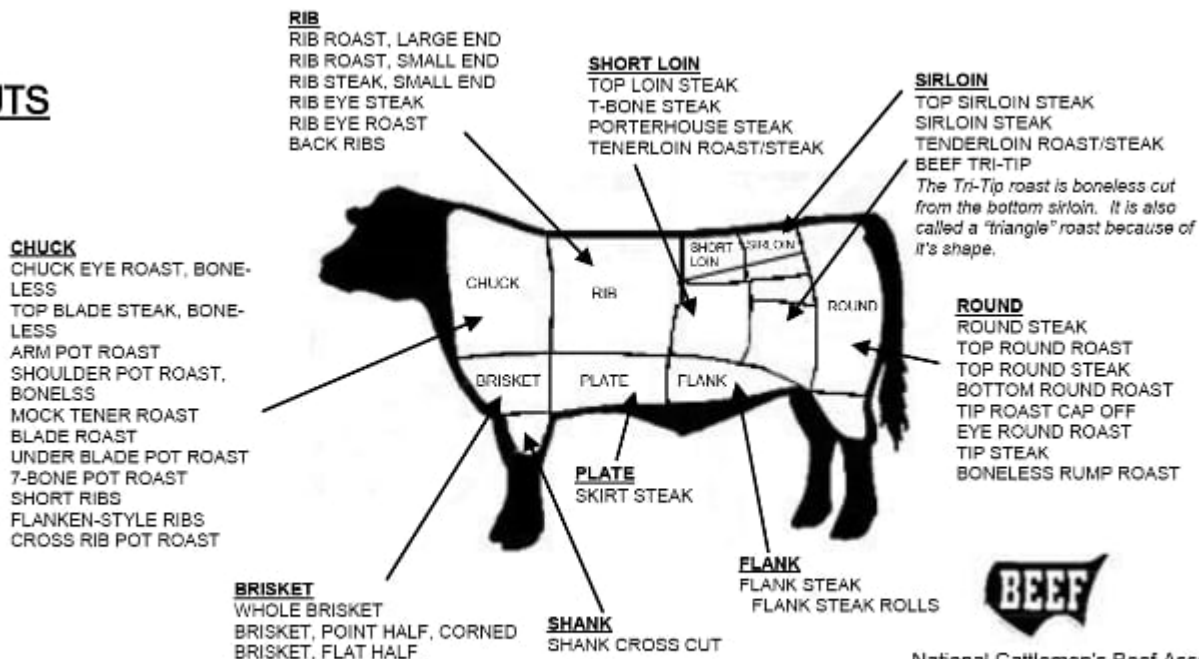 UTS
RIB
RIB ROAST, LARGE END
RIB ROAST, SMALL END
RIB STEAK, SMALL END
RIB EYE STEAK
RIB EYE ROAST
BACK RIBS
SHORT LOIN
TOP LOIN STEAK
T-BONE STEAK
PORTERHOUSE STEAK
TENERLOIN ROAST/STEAK
SIRLOIN
TOP SIRLOIN STEAK
SIRLOIN STEAK
TENDERLOIN ROAST/STEAK
BEEF TRI-TIP
The Tri-Tip roast is boneless cut
from the bottom sirloin. It is also
called a "triangle" roast because of
it's shape.
CHUCK
CHUCK EYE ROAST, BONE-
LESS
TOP BLADE STEAK, BONE-
LESS
ARM POT ROAST
SHOULDER POT ROAST,
BONELSS
MOCK TENER ROAST
BLADE ROAST
UNDER BLADE POT ROAST
7-BONE POT ROAST
SHORT RIBS
FLANKEN-STYLE RIBS
CROSS RIB POT ROAST
CHUCK
RIB
SHORT
LOIN
SIRLOIN
ROUND
BRISKET
PLATE
FLANK
ROUND
ROUND STEAK
TOP ROUND ROAST
TOP ROUND STEAK
BOTTOM ROUND ROAST
TIP ROAST CAP OFF
EYE ROUND ROAST
TIP STEAK
BONELESS RUMP ROAST
PLATE
SKIRT STEAK
BRISKET
WHOLE BRISKET
BRISKET, POINT HALF, CORNED
BRISKET, FLAT HALF
SHANK
SHANK CROSS CUT
FLANK
FLANK STEAK
FLANK STEAK ROLLS
BEEF
National Cattlemen's Beef Ass